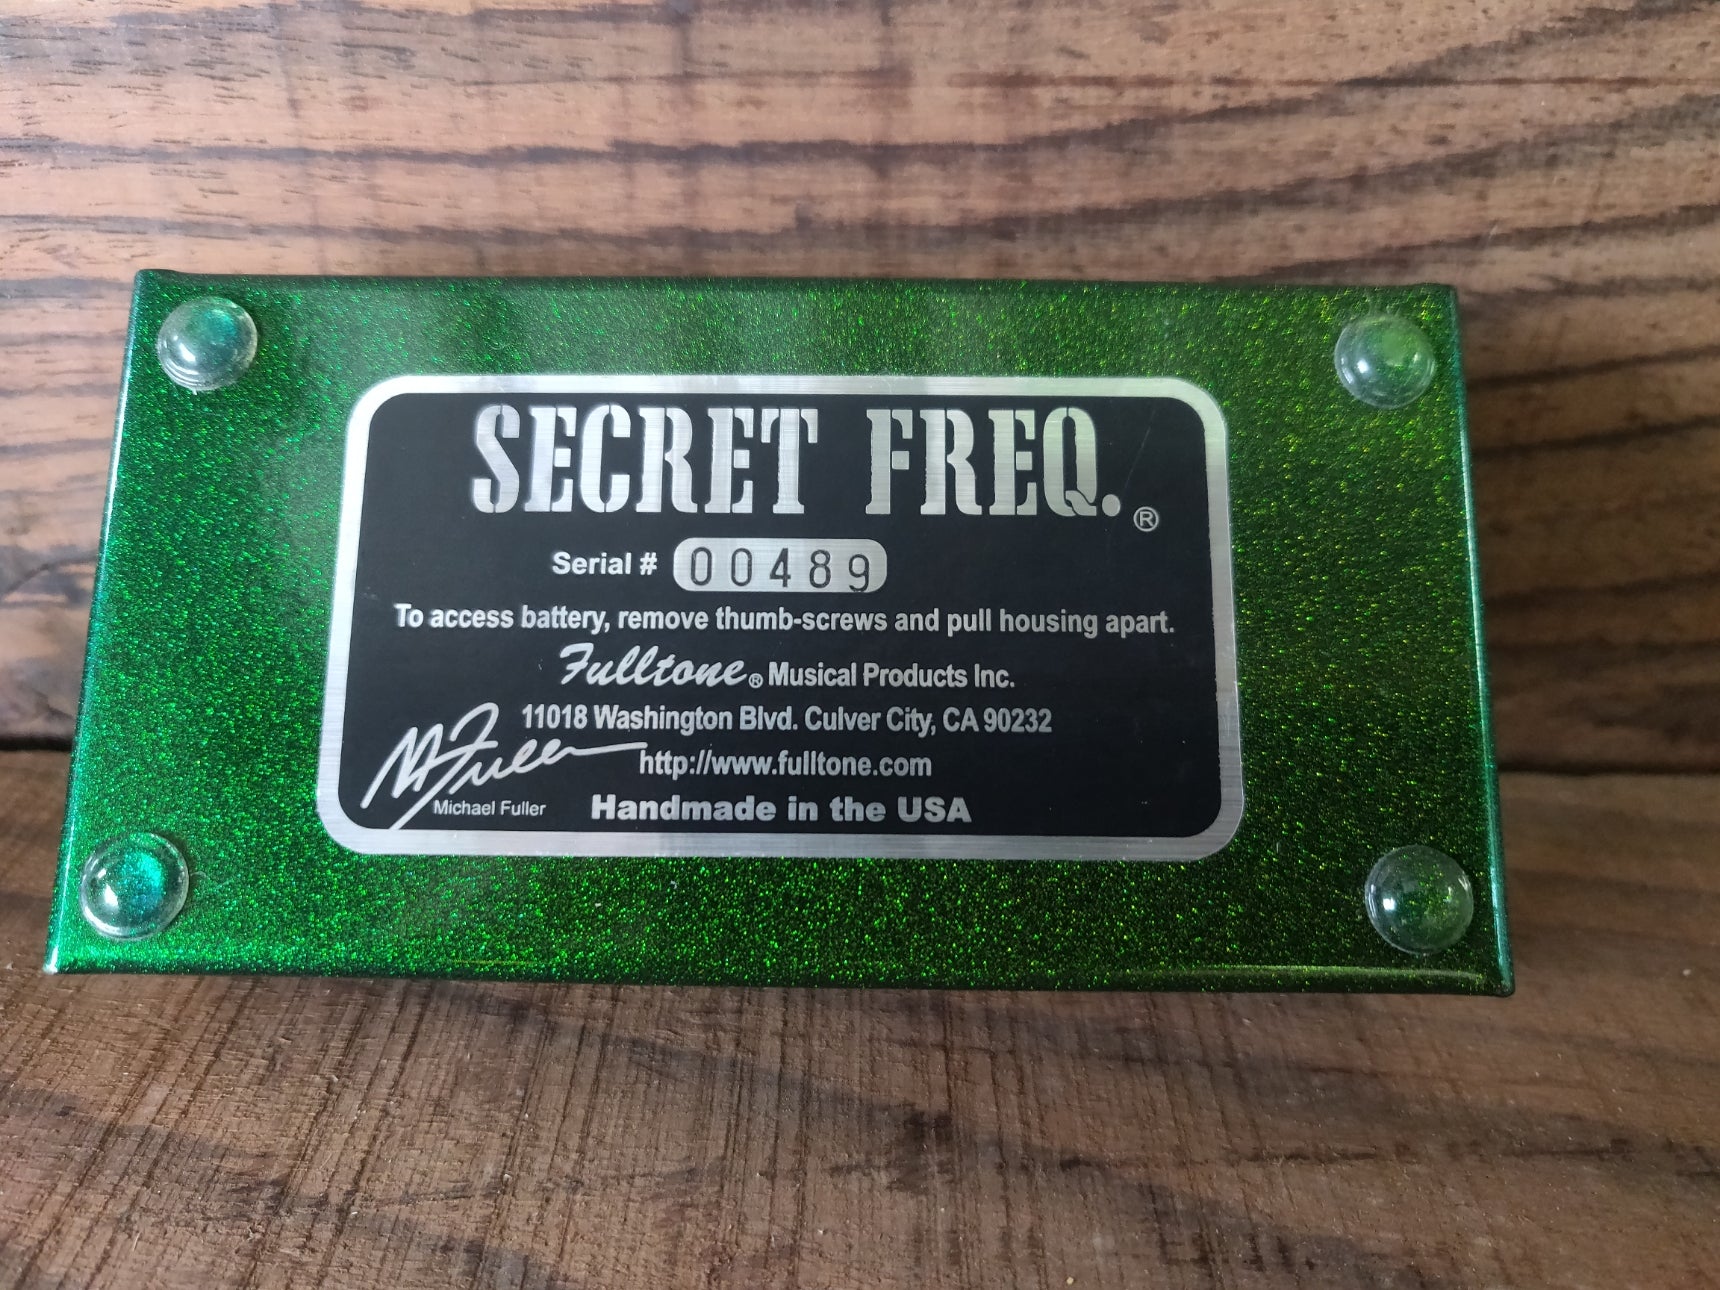 SECRET FREQ.®
Serial # 00489
To access battery, remove thumb-screws and pull housing apart.
Fulltone® Musical Products Inc.
11018 Washington Blvd. Culver City, CA 90232
M Fuller
http://www.fulltone.com
Michael Fuller
Handmade in the USA